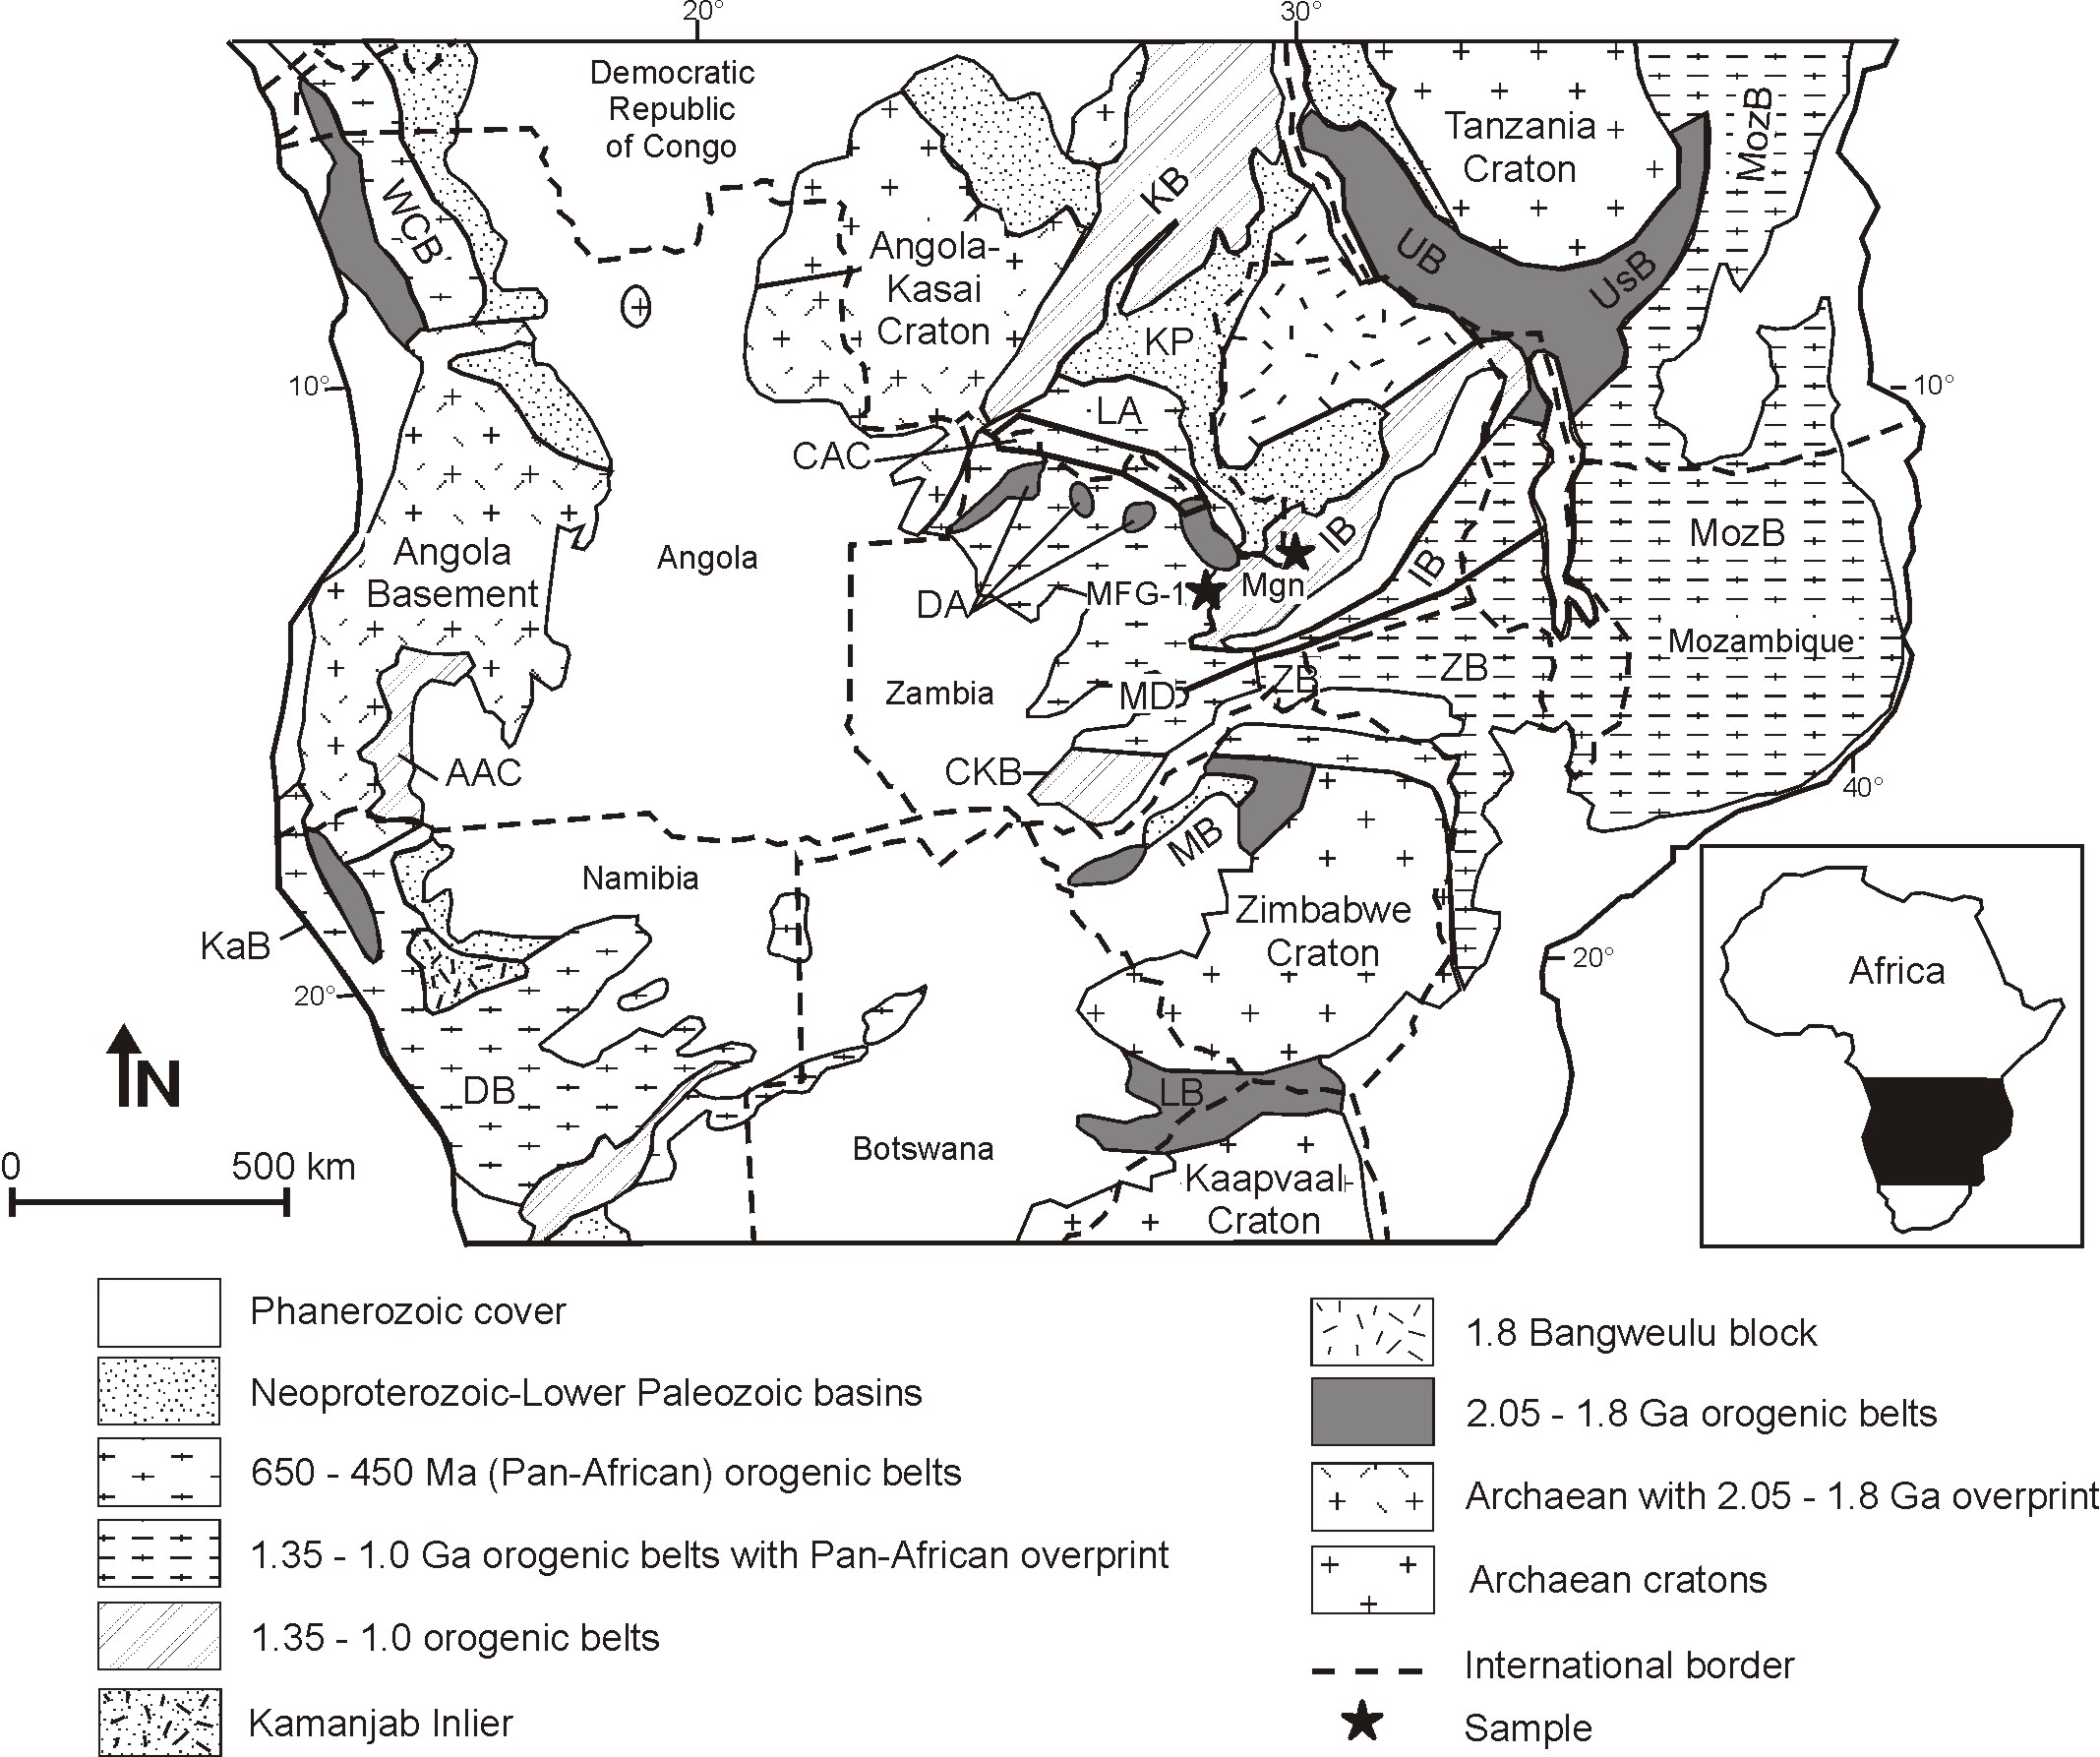 20°
30°
Democratic
Republic
of Congo
Tanzania
Craton
MozB
WCB
KB
Angola-
Kasai
Craton
UB
UsB
KP
10°
10°
LA
CAC
Angola
Basement
Angola
DA
MFG-1
Mgn
IB
IB
MozB
Mozambique
Zambia
MD
ZB
ZB
AAC
CKB
40°
MB
Namibia
KaB
Zimbabwe
Craton
20°
20°
Africa
N
DB
LB
Botswana
Kaapvaal
Craton
0
500 km
Phanerozoic cover
Neoproterozoic-Lower Paleozoic basins
650 - 450 Ma (Pan-African) orogenic belts
1.35 - 1.0 Ga orogenic belts with Pan-African overprint
1.35 - 1.0 orogenic belts
Kamanjab Inlier
1.8 Bangweulu block
2.05 - 1.8 Ga orogenic belts
Archaean with 2.05 - 1.8 Ga overprint
Archaean cratons
International border
Sample